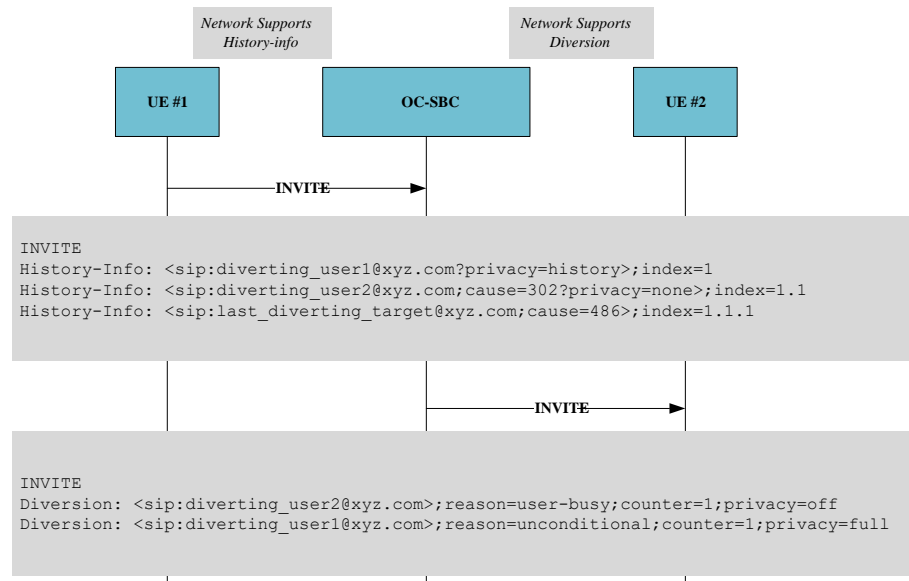 Network Supports
History-info
Network Supports
Diversion
UE #1
OC-SBC
UE #2
INVITE
INVITE
History-Info: <sip:diverting_user1@xyz.com?privacy=history>;index=1
History-Info: <sip:diverting_user2@xyz.com;cause=302?privacy=none>;index=1.1
History-Info: <sip:last_diverting_target@xyz.com;cause=486>;index=1.1.1
INVITE
INVITE
Diversion: <sip:diverting_user2@xyz.com>;reason=user-busy;counter=1;privacy=off
Diversion: <sip:diverting_user1@xyz.com>;reason=unconditional;counter=1;privacy=full